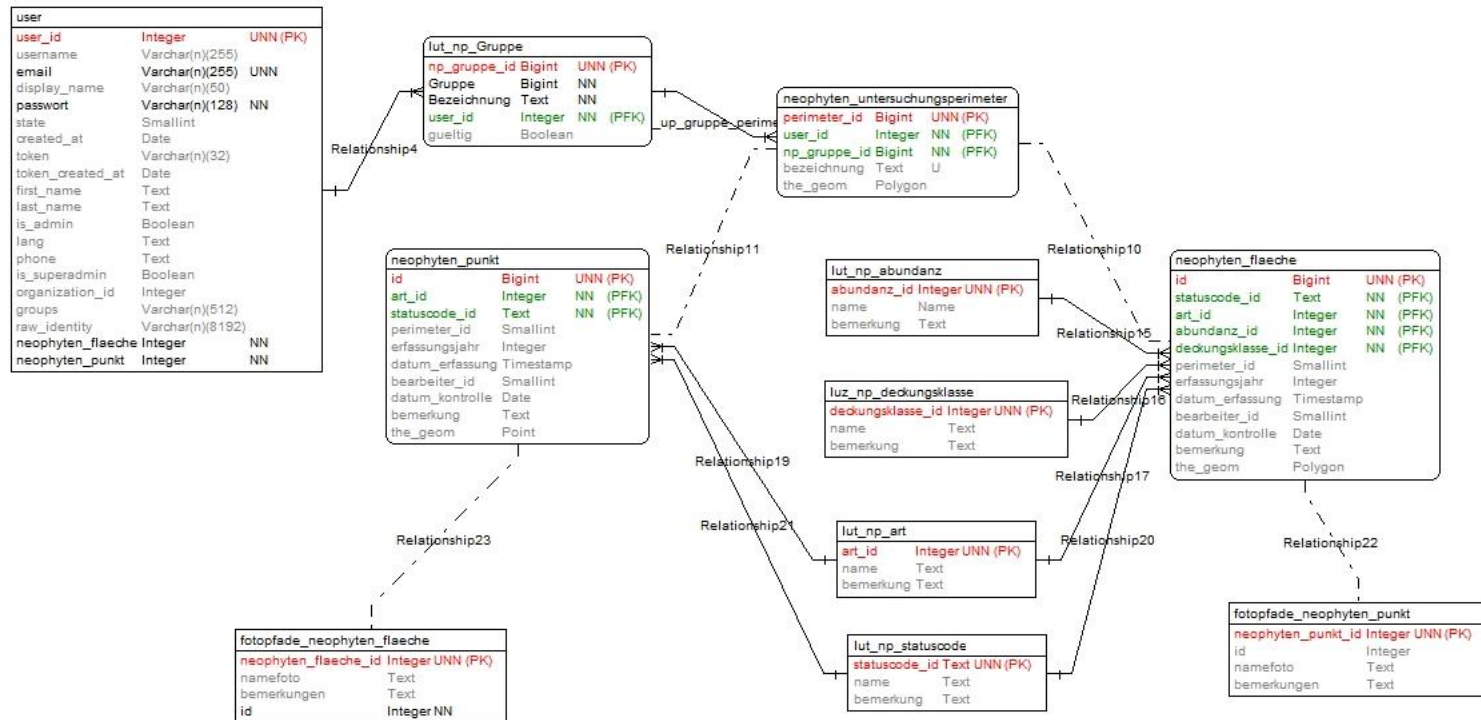 user
user_id Integer UNN (PK)
username Varchar(n)(255)
email Varchar(n)(255) UNN
display_name Varchar(n)(50)
passwort Varchar(n)(128) NN
state Smallint
created_at Date
token Varchar(n)(32)
token_created_at Date
first_name Text
last_name Text
is_admin Boolean
lang Text
phone Text
is_superadmin Boolean
organization_id Integer
groups Varchar(n)(512)
raw_identity Varchar(n)(8192)
neophyten_flaeche Integer NN
neophyten_punkt Integer NN
Relationship4
lut_np_Gruppe
np_gruppe_id Bigint UNN (PK)
Gruppe Bigint NN
Bezeichnung Text NN
user_id Integer NN (PFK)
gueltig Boolean
_up_gruppe_perime
neophyten_untersuchungsperimeter
perimeter_id Bigint UNN (PK)
user_id Integer NN (PFK)
np_gruppe_id Bigint NN (PFK)
bezeichnung Text U
the_geom Polygon
Relationship11
Relationship10
neophyten_punkt
id Bigint UNN (PK)
art_id Integer NN (PFK)
statuscode_id Text NN (PFK)
perimeter_id Smallint
erfassungsjahr Integer
datum_erfassung Timestamp
bearbeiter_id Smallint
datum_kontrolle Date
bemerkung Text
the_geom Point
lut_np_abundanz
abundanz_id Integer UNN (PK)
name Name
bemerkung Text
Relationship15
luz_np_deckungsklasse
deckungsklasse_id Integer UNN (PK)
name Text
bemerkung Text
Relationship16
neophyten_flaeche
id Bigint UNN (PK)
statuscode_id Text NN (PFK)
art_id Integer NN (PFK)
abundanz_id Integer NN (PFK)
deckungsklasse_id Integer NN (PFK)
perimeter_id Smallint
erfassungsjahr Integer
datum_erfassung Timestamp
bearbeiter_id Smallint
datum_kontrolle Date
bemerkung Text
the_geom Polygon
Relationship19
Relationship17
Relationship21
Relationship20
lut_np_art
art_id Integer UNN (PK)
name Text
bemerkung Text
Relationship23
Relationship22
fotopfade_neophyten_flaeche
neophyten_flaeche_id Integer UNN (PK)
namefoto Text
bemerkungen Text
id Integer NN
lut_np_statuscode
statuscode_id Text UNN (PK)
name Text
bemerkung Text
fotopfade_neophyten_punkt
neophyten_punkt_id Integer UNN (PK)
id Integer
namefoto Text
bemerkungen Text